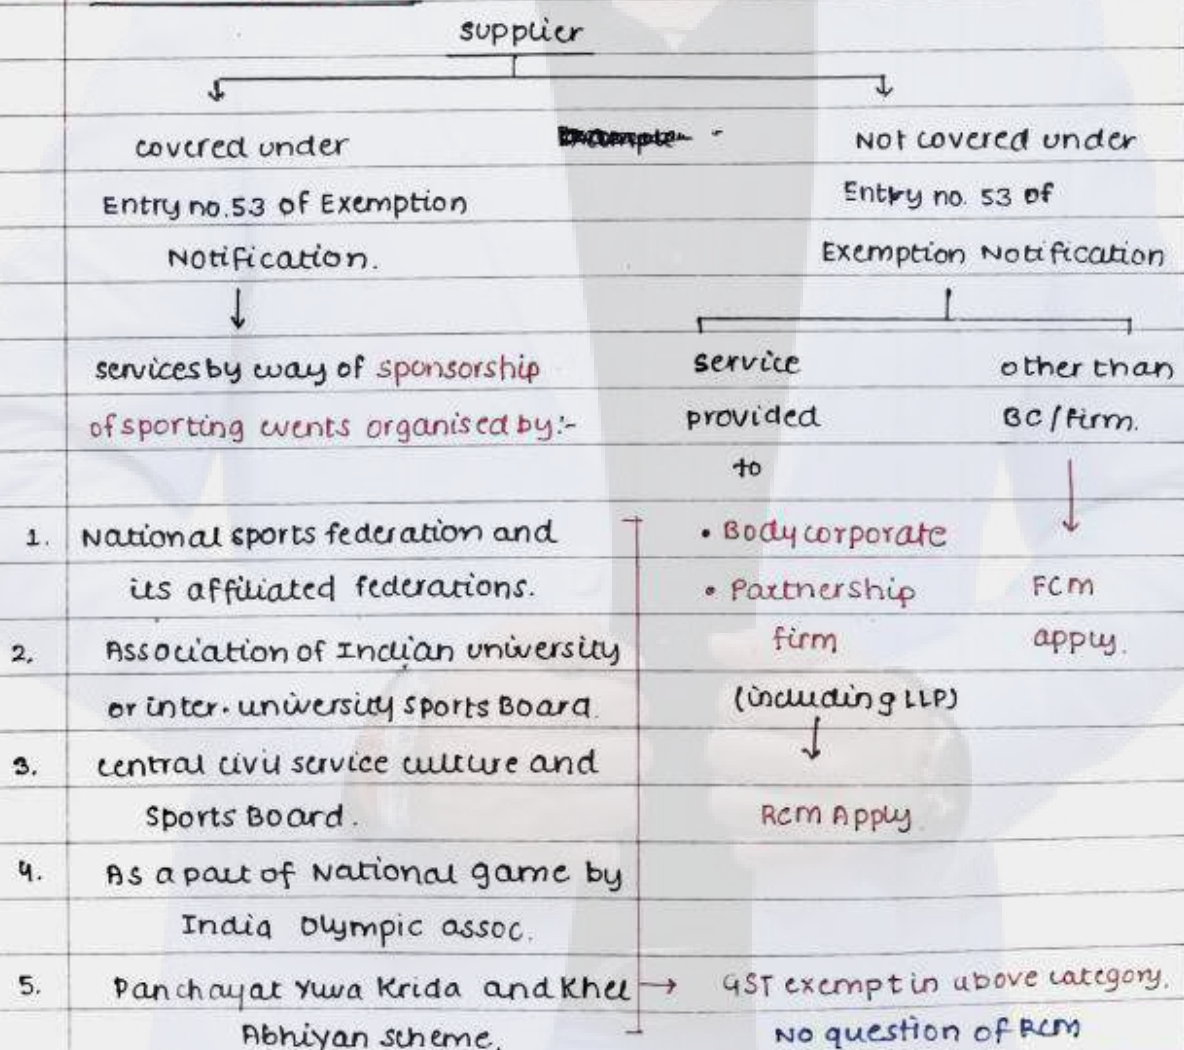 supplier
covered under
Entry no.53 of Exemption
Notification.
services by way of sponsorship
of sporting events organised by:-
1. National sports federation and
its affiliated federations.
2. Association of Indian university
or inter. university Sports Board.
3. central civil service culture and
Sports Board.
4. As a part of National game by
India Olympic assoc.
5. Panchayat Yuva Krida and Khel
Abhiyan scheme.
→ GST exempt in above category.
No question of RCM
Not covered under
Entry no. 53 of
Exemption Notification
service
provided
to
• Body corporate
• Partnership
firm
(including LLP)
RCM Apply
other than
BC/Firm.
FCM
apply.